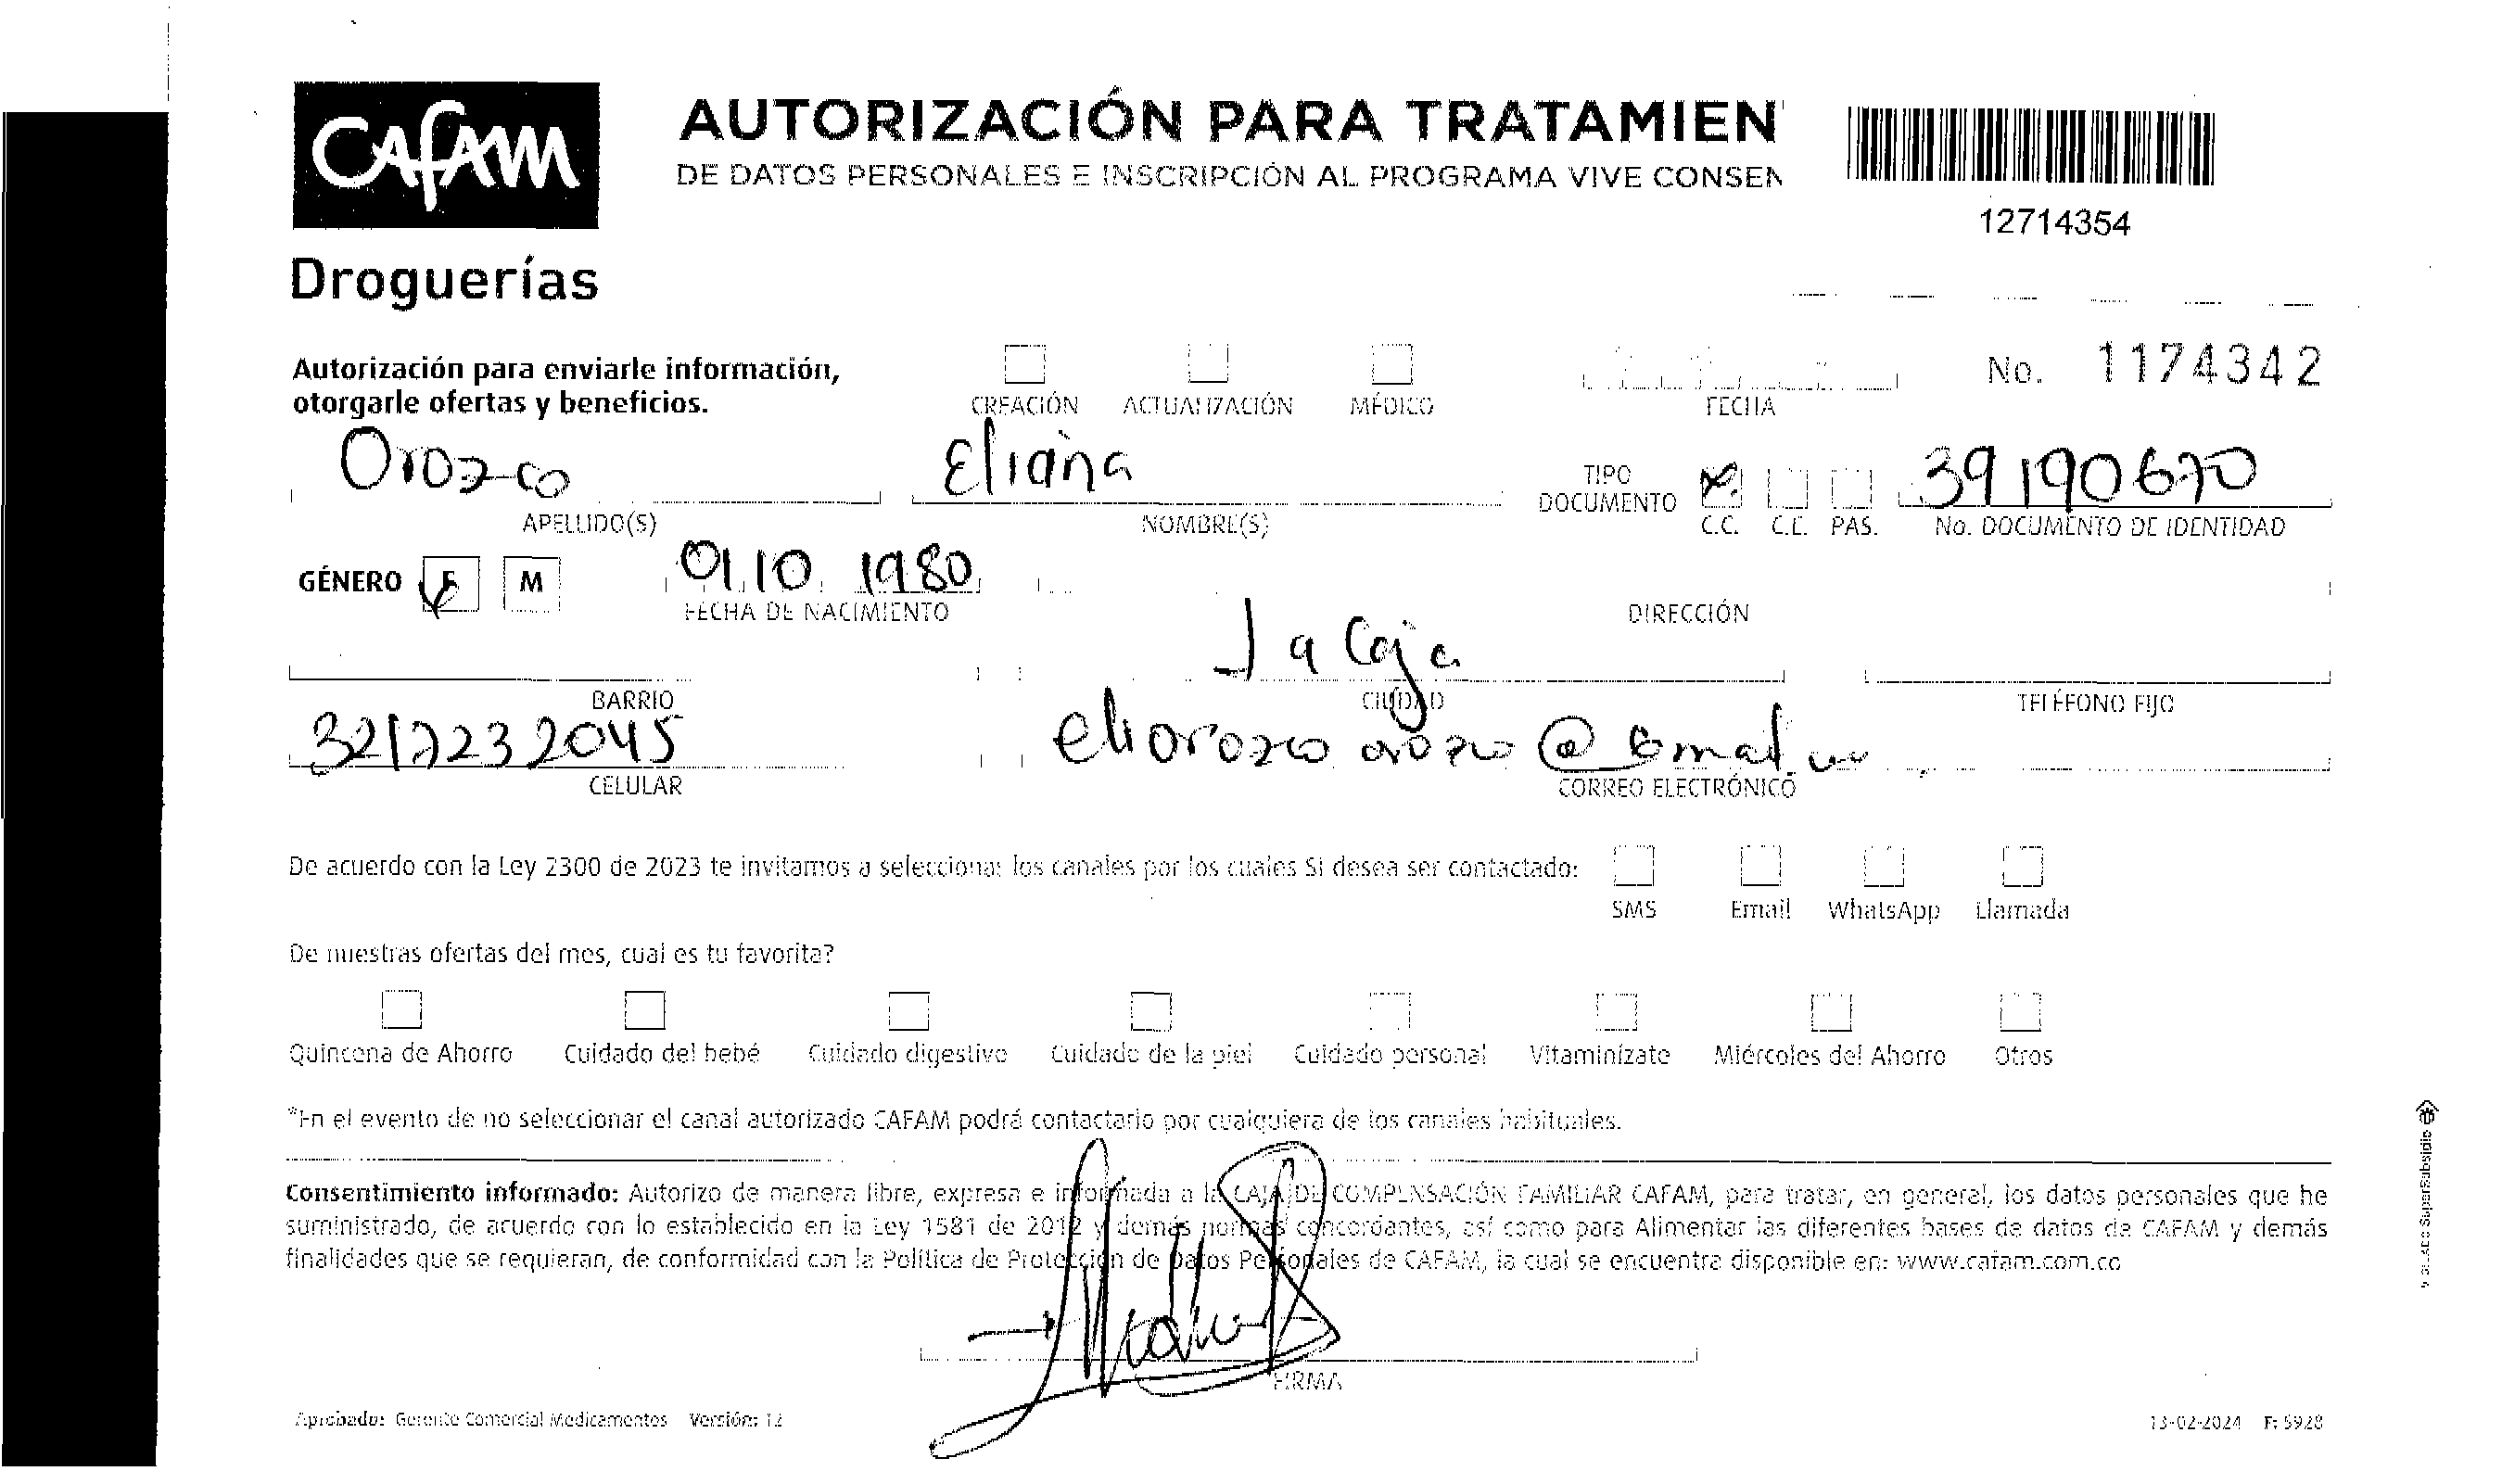 CAFAM
Droguerías
AUTORIZACIÓN PARA TRATAMIEN
DE DATOS PERSONALES E INSCRIPCIÓN AL PROGRAMA VIVE CONSEN
12714354
Autorización para enviarle información,
otorgarle ofertas y beneficios.
CREACIÓN ACTUALIZACIÓN MÉDICO FECHA No. 1174342
Orozco Eliana 39190670
APELLIDO(S) NOMBRE(S) TIPO DOCUMENTO C.C. C.E. PAS. No. DOCUMENTO DE IDENTIDAD
GÉNERO F M 01 10 1980
FECHA DE NACIMIENTO DIRECCIÓN
La Ceja
BARRIO CIUDAD TELÉFONO FIJO
3217232045 eliorozco orozco @ Gmail.com
CELULAR CORREO ELECTRÓNICO
De acuerdo con la Ley 2300 de 2023 te invitamos a seleccionar los canales por los cuales Si desea ser contactado:
SMS Email WhatsApp Llamada
De nuestras ofertas del mes, cual es tu favorita?
Quincena de Ahorro Cuidado del bebé Cuidado digestivo Cuidado de la piel Cuidado personal Vitaminízate Miércoles del Ahorro Otros
*En el evento de no seleccionar el canal autorizado CAFAM podrá contactarlo por cualquiera de los canales habituales.
Consentimiento informado: Autorizo de manera libre, expresa e informada a la CAJA DE COMPENSACIÓN FAMILIAR CAFAM, para tratar, en general, los datos personales que he
suministrado, de acuerdo con lo establecido en la Ley 1581 de 2012 y demás normas concordantes, así como para Alimentar las diferentes bases de datos de CAFAM y demás
finalidades que se requieran, de conformidad con la Política de Protección de Datos Personales de CAFAM, la cual se encuentra disponible en: www.cafam.com.co
FIRMA
Aprobado: Gerente Comercial Medicamentos Versión: 12
13-02-2024 F: 5928
VIGILADO SuperSubsidio